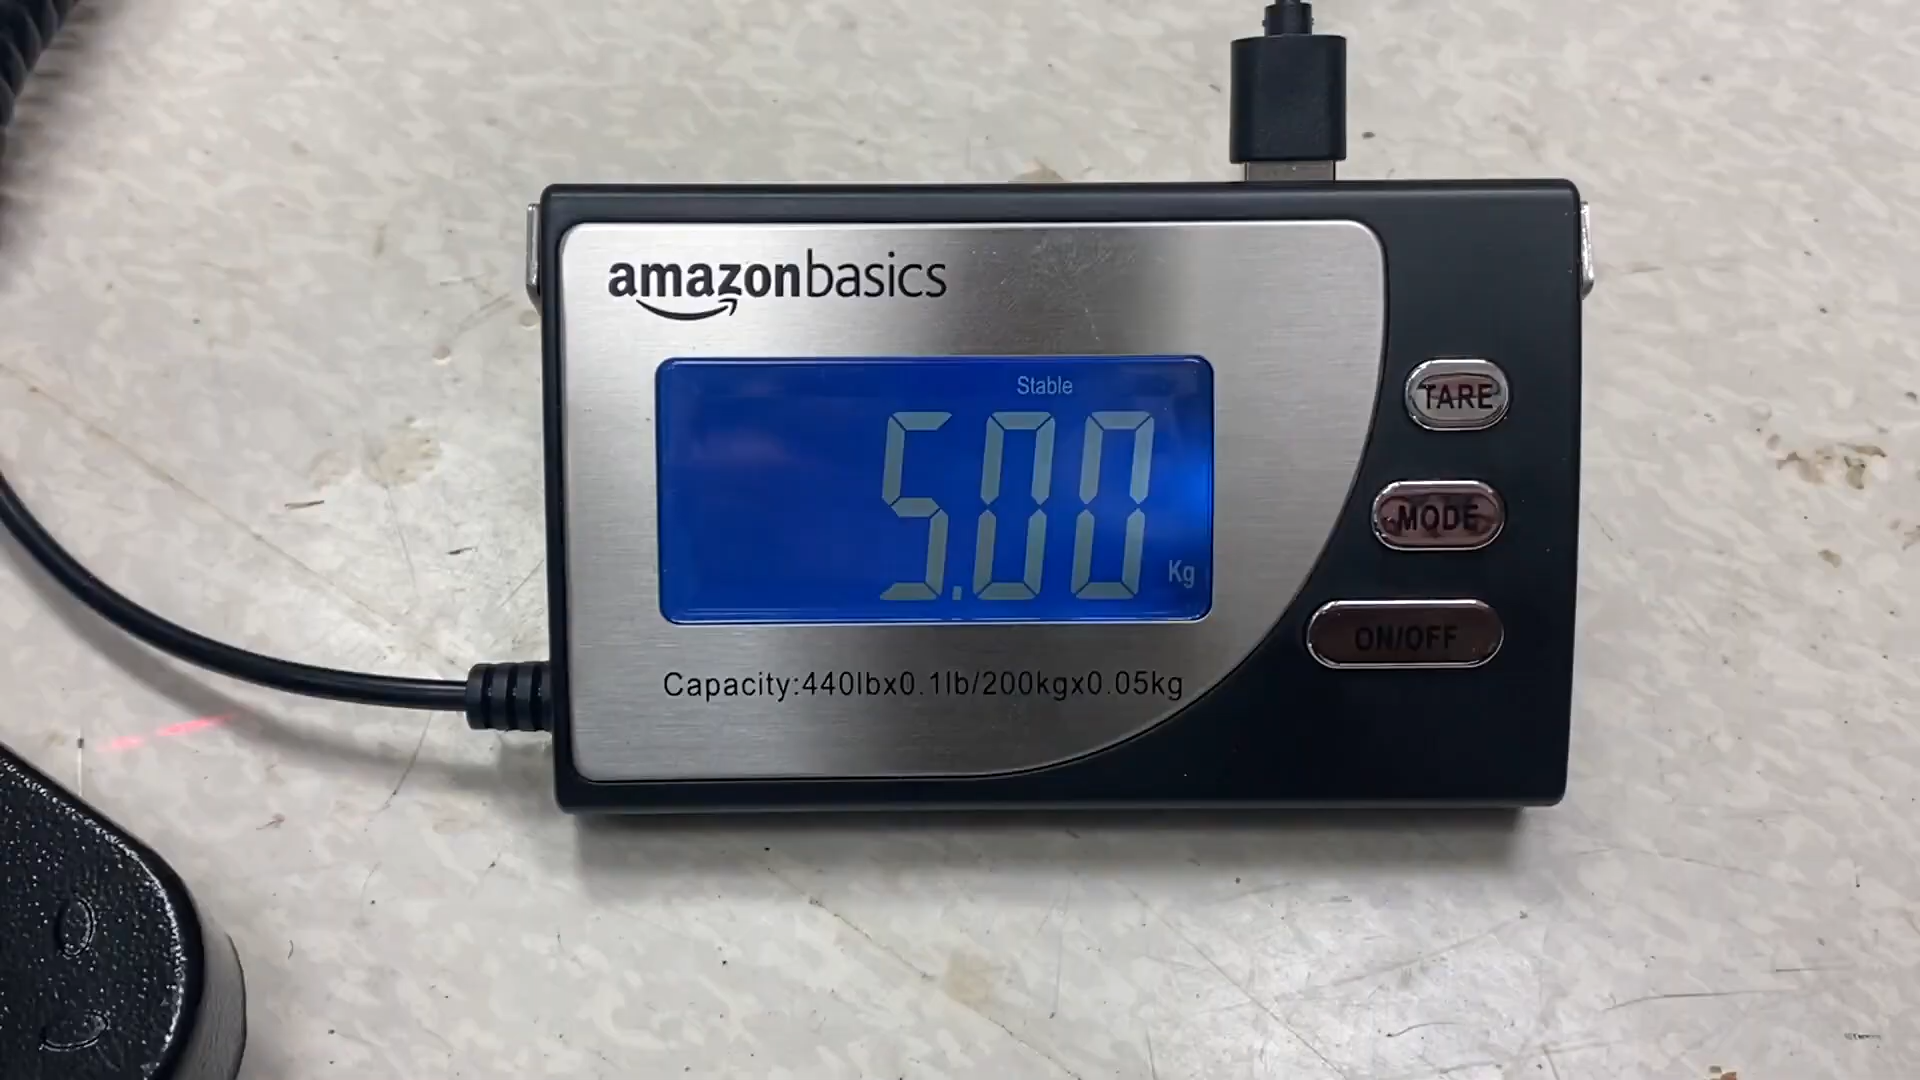 amazonbasics
Stable
5.00
Kg
TARE
MODE
ON/OFF
Capacity:440lbx0.1lb/200kgx0.05kg